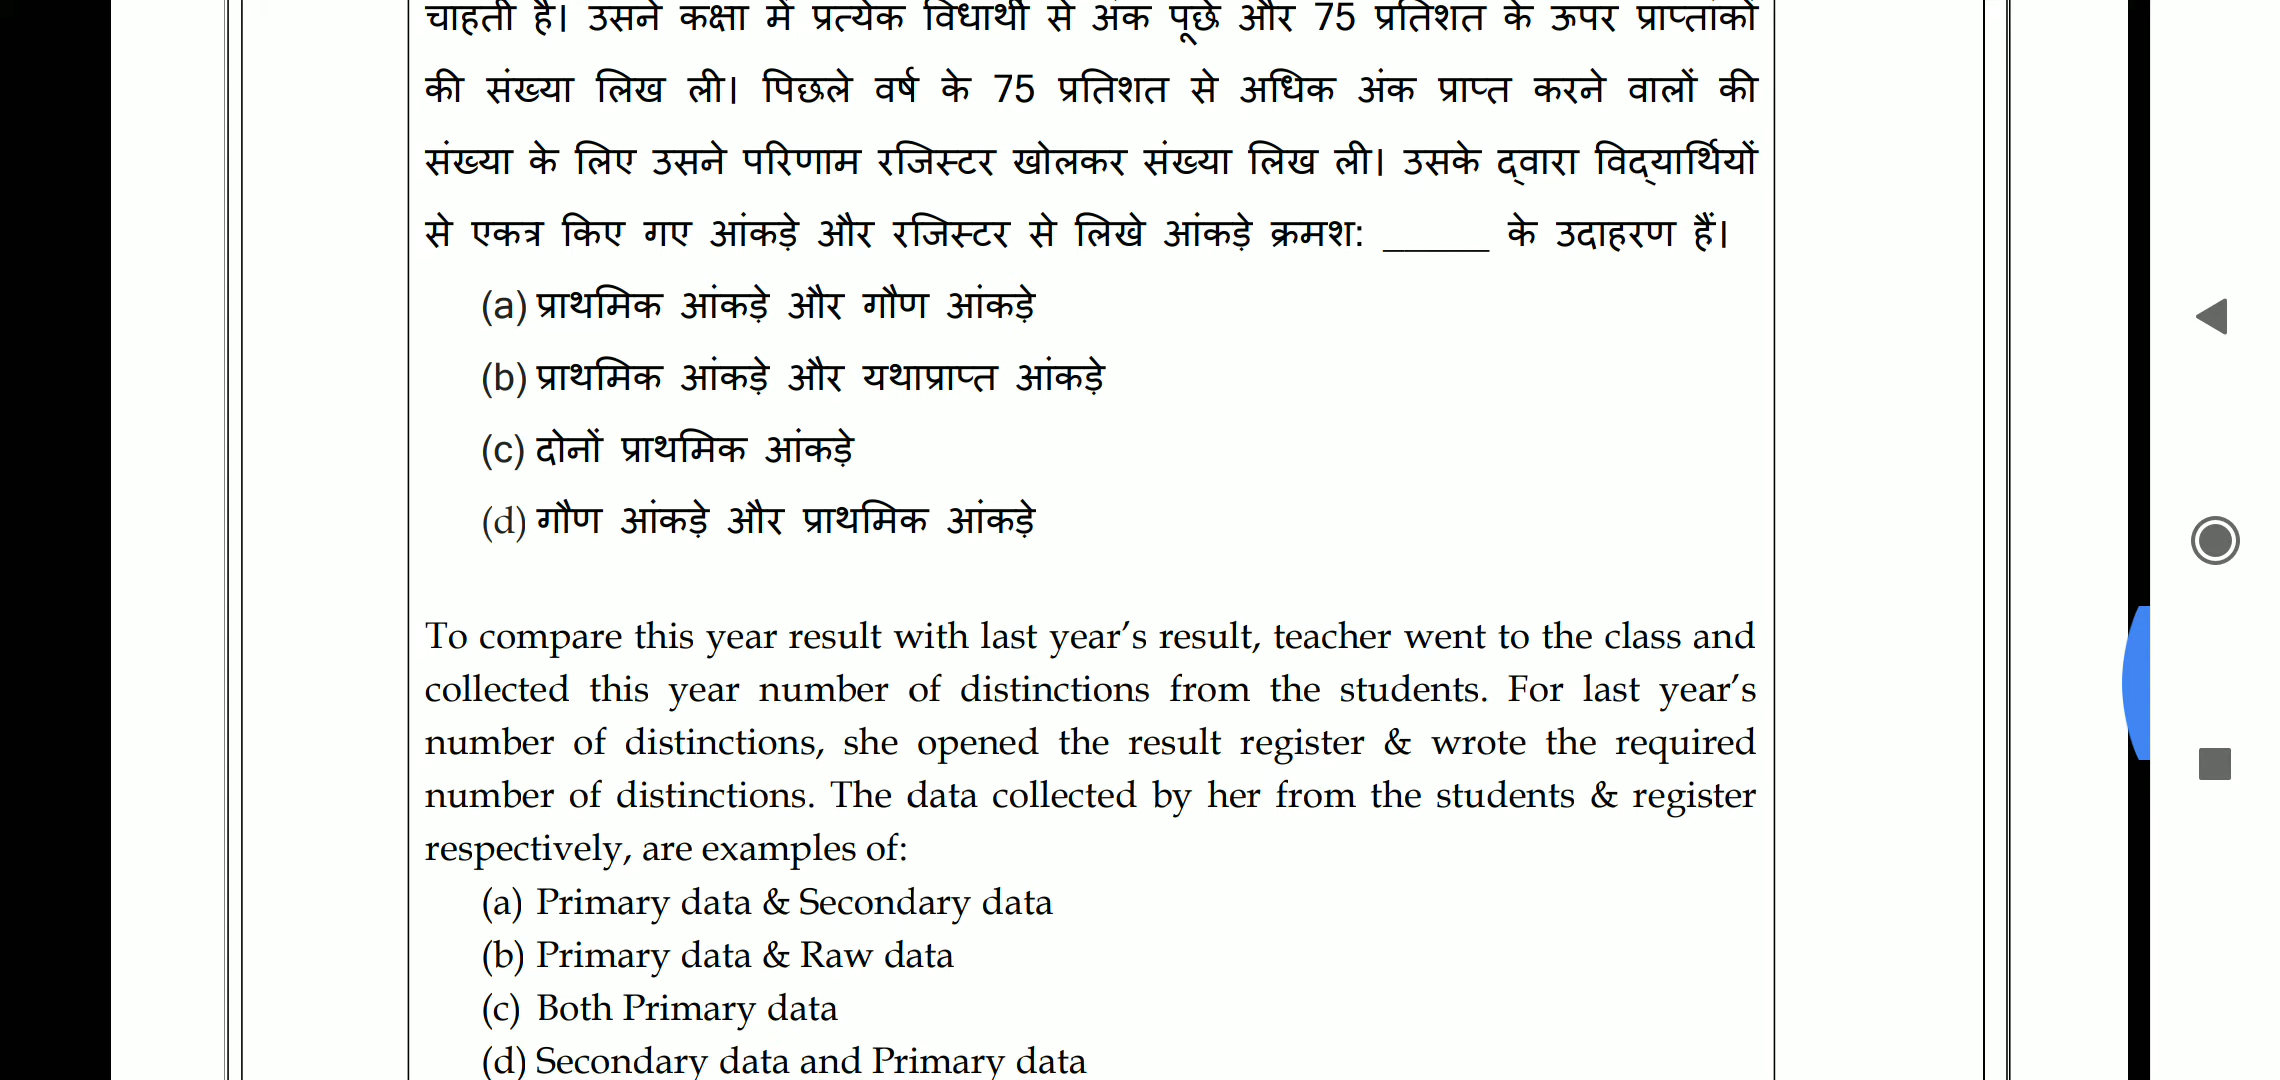 चाहती है। उसने कक्षा में प्रत्येक विधार्थी से अंक पूछे और 75 प्रतिशत के ऊपर प्राप्तांकों
की संख्या लिख ली। पिछले वर्ष के 75 प्रतिशत से अधिक अंक प्राप्त करने वालों की
संख्या के लिए उसने परिणाम रजिस्टर खोलकर संख्या लिख ली। उसके द्वारा विद्यार्थियों
से एकत्र किए गए आंकड़े और रजिस्टर से लिखे आंकड़े क्रमश: _____ के उदाहरण हैं।
(a) प्राथमिक आंकड़े और गौण आंकड़े
(b) प्राथमिक आंकड़े और यथाप्राप्त आंकड़े
(c) दोनों प्राथमिक आंकड़े
(d) गौण आंकड़े और प्राथमिक आंकड़े
To compare this year result with last year’s result, teacher went to the class and
collected this year number of distinctions from the students. For last year’s
number of distinctions, she opened the result register & wrote the required
number of distinctions. The data collected by her from the students & register
respectively, are examples of:
(a) Primary data & Secondary data
(b) Primary data & Raw data
(c) Both Primary data
(d) Secondary data and Primary data